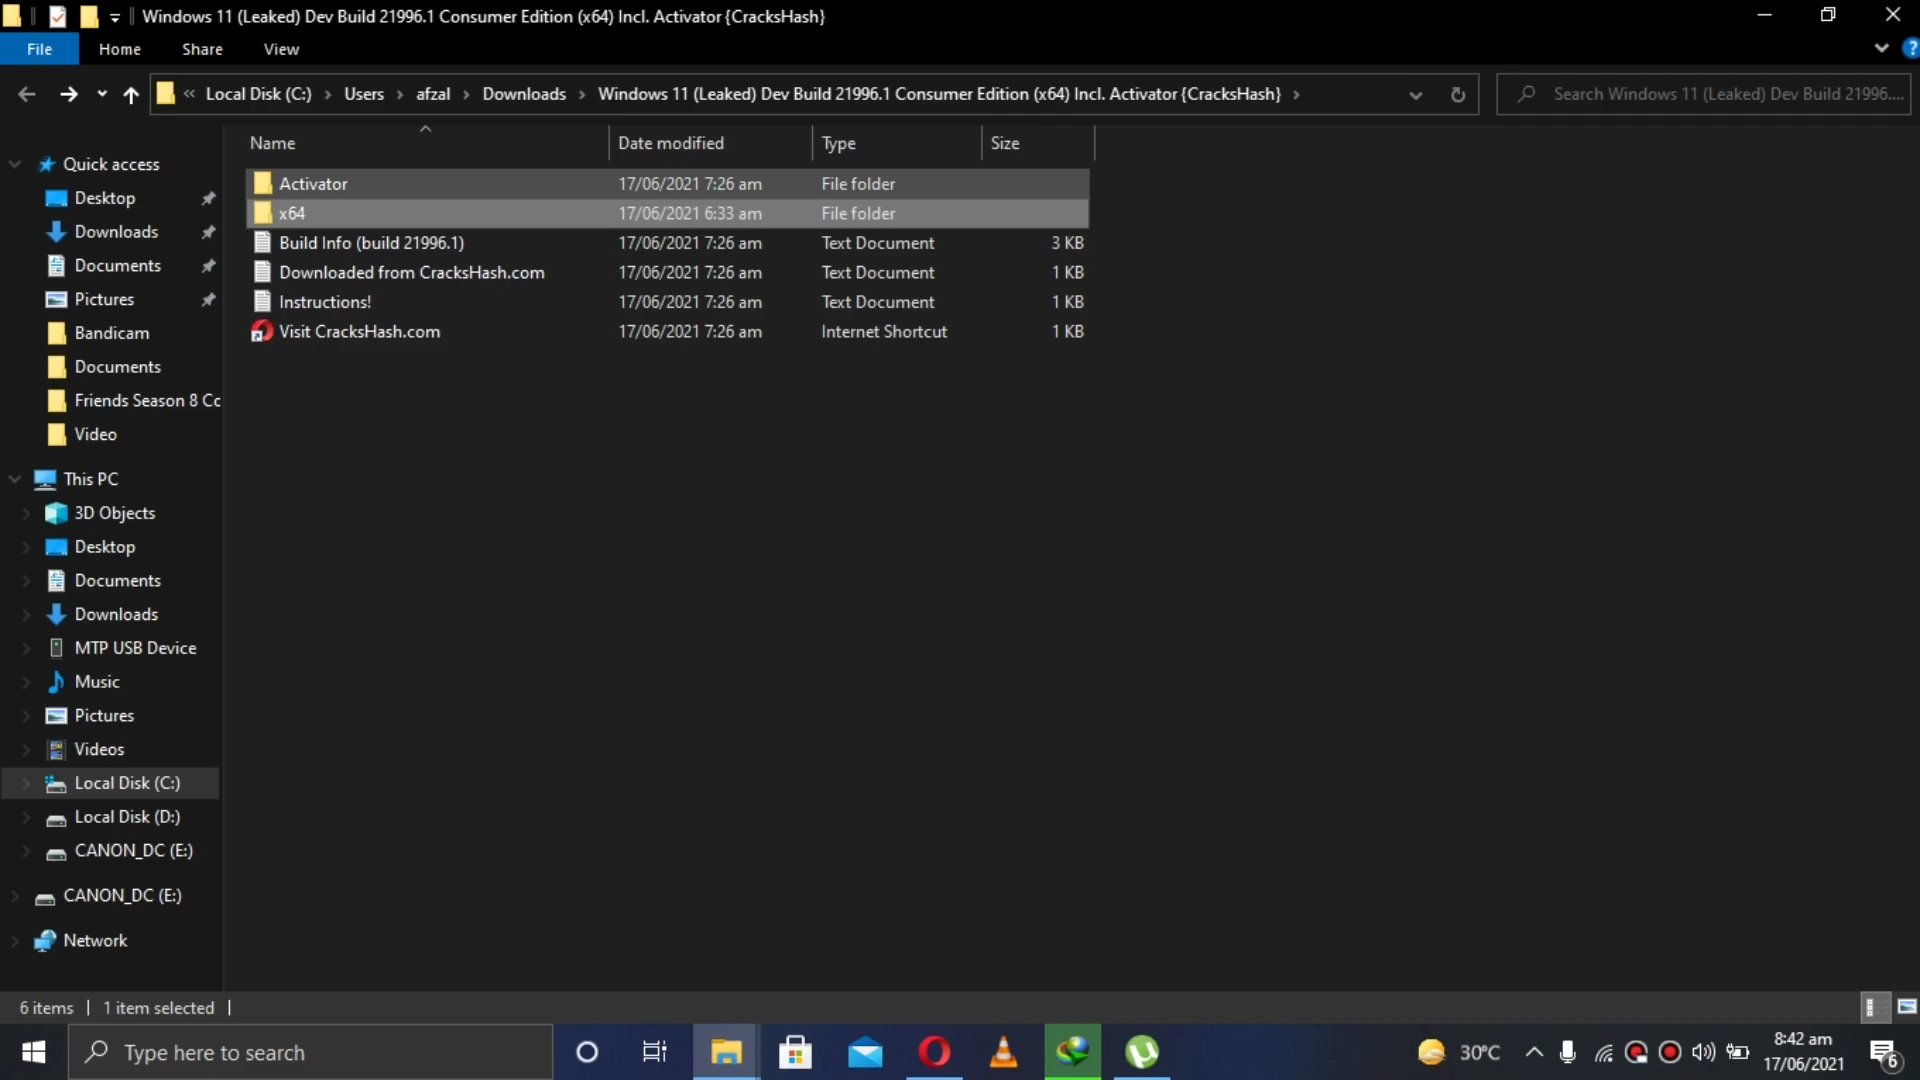 Windows 11 (Leaked) Dev Build 21996.1 Consumer Edition (x64) Incl. Activator {CracksHash}
File Home Share View
« Local Disk (C:) › Users › afzal › Downloads › Windows 11 (Leaked) Dev Build 21996.1 Consumer Edition (x64) Incl. Activator {CracksHash} ›
Search Windows 11 (Leaked) Dev Build 21996....
Name Date modified Type Size
Activator 17/06/2021 7:26 am File folder
x64 17/06/2021 6:33 am File folder
Build Info (build 21996.1) 17/06/2021 7:26 am Text Document 3 KB
Downloaded from CracksHash.com 17/06/2021 7:26 am Text Document 1 KB
Instructions! 17/06/2021 7:26 am Text Document 1 KB
Visit CracksHash.com 17/06/2021 7:26 am Internet Shortcut 1 KB
Quick access
Desktop
Downloads
Documents
Pictures
Bandicam
Documents
Friends Season 8 Cc
Video
This PC
3D Objects
Desktop
Documents
Downloads
MTP USB Device
Music
Pictures
Videos
Local Disk (C:)
Local Disk (D:)
CANON_DC (E:)
CANON_DC (E:)
Network
6 items 1 item selected
Type here to search
30°C
8:42 am
17/06/2021
6